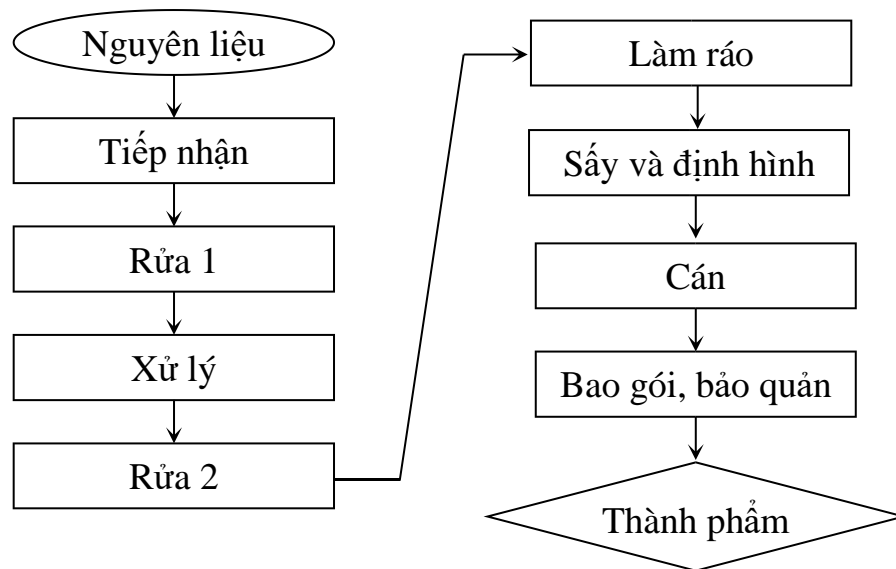 Nguyên liệu
Tiếp nhận
Rửa 1
Xử lý
Rửa 2
Làm ráo
Sấy và định hình
Cán
Bao gói, bảo quản
Thành phẩm